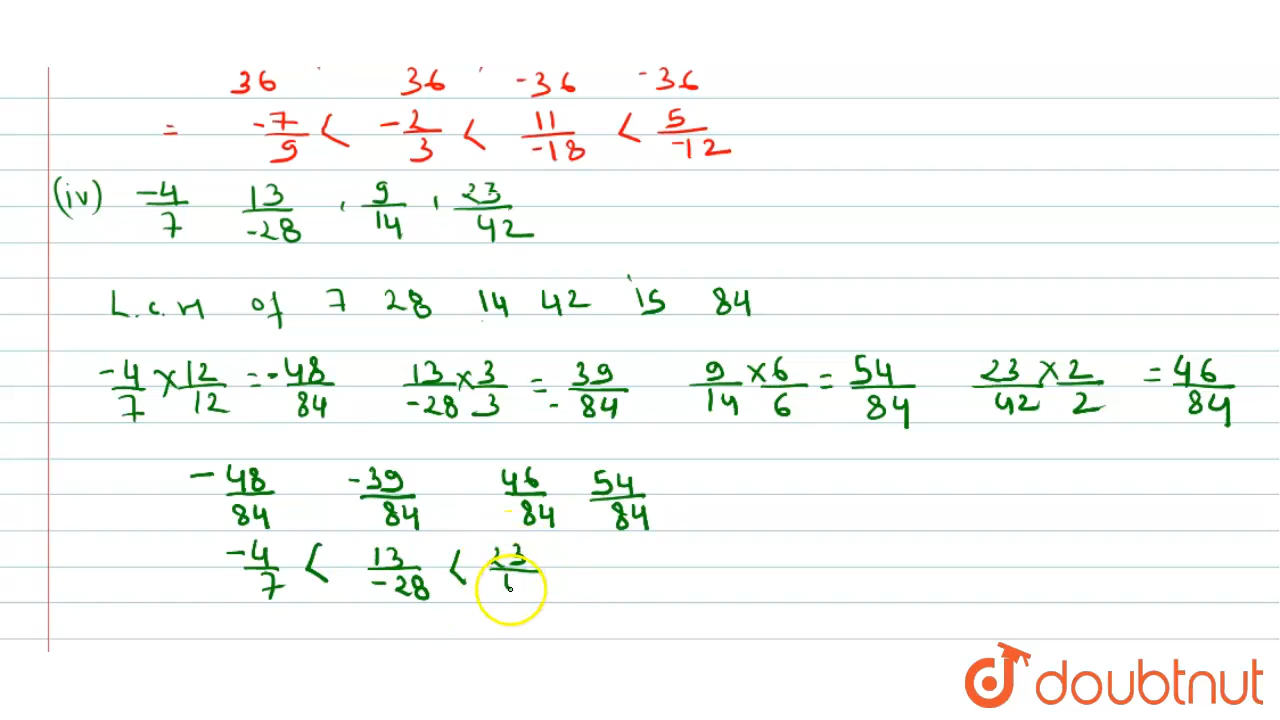 36 , 36 , -36 -36
= -7/9 < -2/3 < 11/-18 < 5/-12
(iv) -4/7 13/-28 , 9/14 , 23/42
L.c.M of 7 28 14 42 is 84
-4/7 × 12/12 = -48/84 13/-28 × 3/3 = 39/-84 9/14 × 6/6 = 54/84 23/42 × 2/2 = 46/84
-48/84 -39/84 46/84 54/84
-4/7 < 13/-28 < 23/
doubtnut